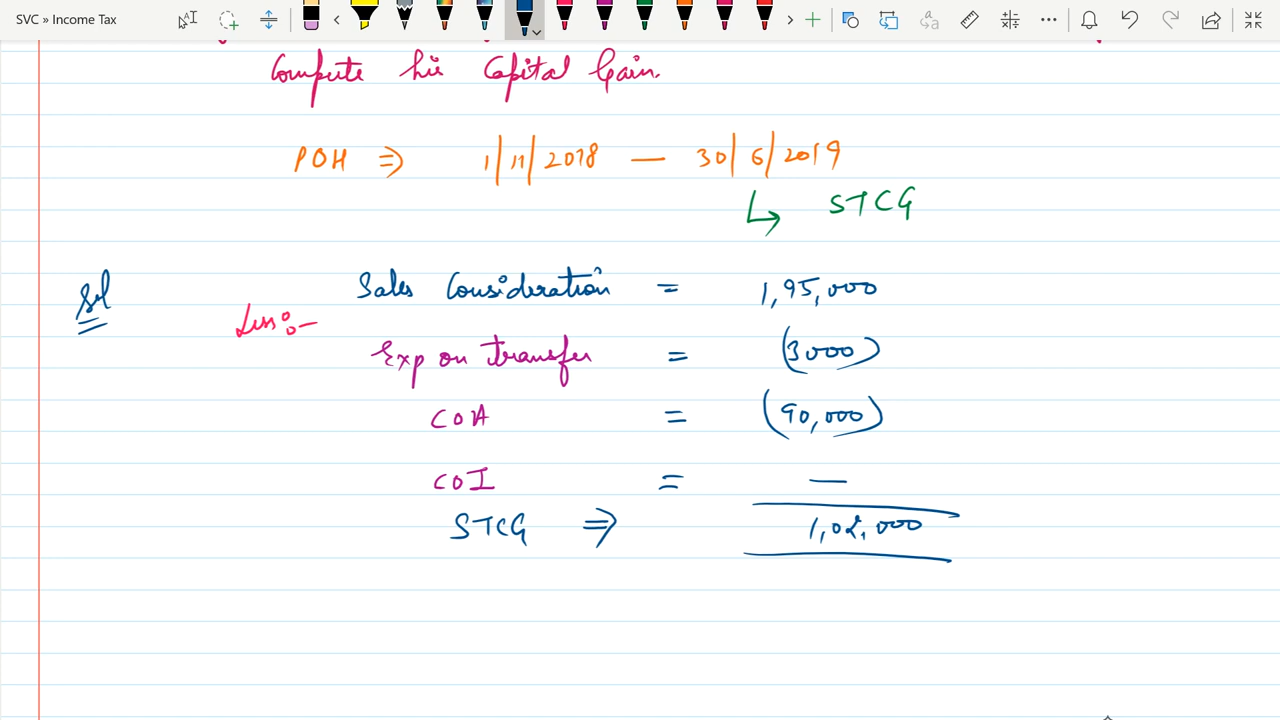 SVC » Income Tax
Compute his Capital Gain.
POH ⇒ 1/11/2018 — 30/6/2019
↳ STCG
Sol
Sales Consideration = 1,95,000
Less:-
Exp on transfer = (3000)
COA = (90,000)
COI = —
STCG ⇒ 1,02,000